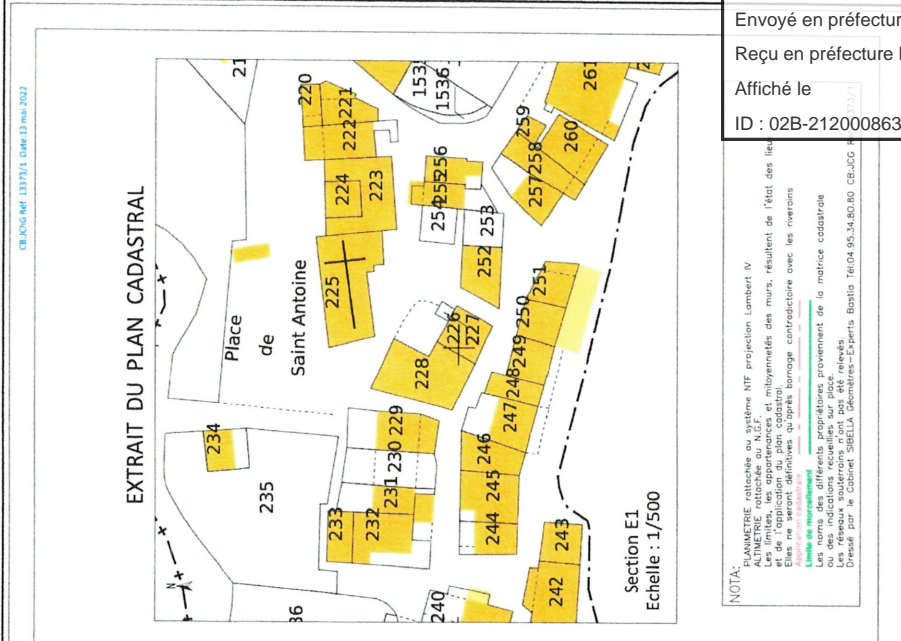 Envoyé en préfectur
Reçu en préfecture l
Affiché le
ID : 02B-212000863
CB.JChG Réf: 13373/1 Date:13 mai 2022
EXTRAIT DU PLAN CADASTRAL
Place
de
Saint Antoine
N
220
221
222
223
224
225
226
227
228
229
230
231
232
233
234
235
240
242
243
244
245
246
247
248
249
250
251
252
253
254
255
256
257
258
259
260
261
1536
Section E1
Echelle : 1/500
NOTA:
PLANIMETRIE rattachée au système NTF projection Lambert IV
ALTIMETRIE rattachée au N.G.F.
Les limites, les appartenances et mitoyennetés des murs, résultent de l'état des lieu
et de l'application du plan cadastral.
Elles ne seront définitives qu'après bornage contradictoire avec les riverains
Application cadastrale
Limite de morcellement
Les noms des différents propriétaires proviennent de la matrice cadastrale
ou des indications recueillies sur place.
Les réseaux souterrains n'ont pas été relevés.
Dressé par le Cabinet SIBELLA Géomètres-Experts Bastia Tél:04.95.34.80.80 CB.JCG